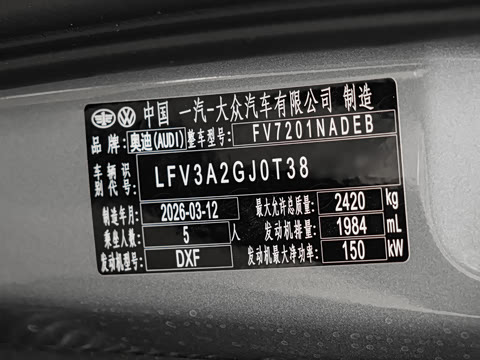 中国 一汽-大众汽车有限公司 制造
品牌: 奥迪(AUDI) 整车型号: FV7201NADEB
车辆识别代号: LFV3A2GJ0T38
制造年月: 2026-03-12 最大允许总质量: 2420 kg
乘坐人数: 5 人 发动机排量: 1984 mL
发动机型号: DXF 发动机最大净功率: 150 kW